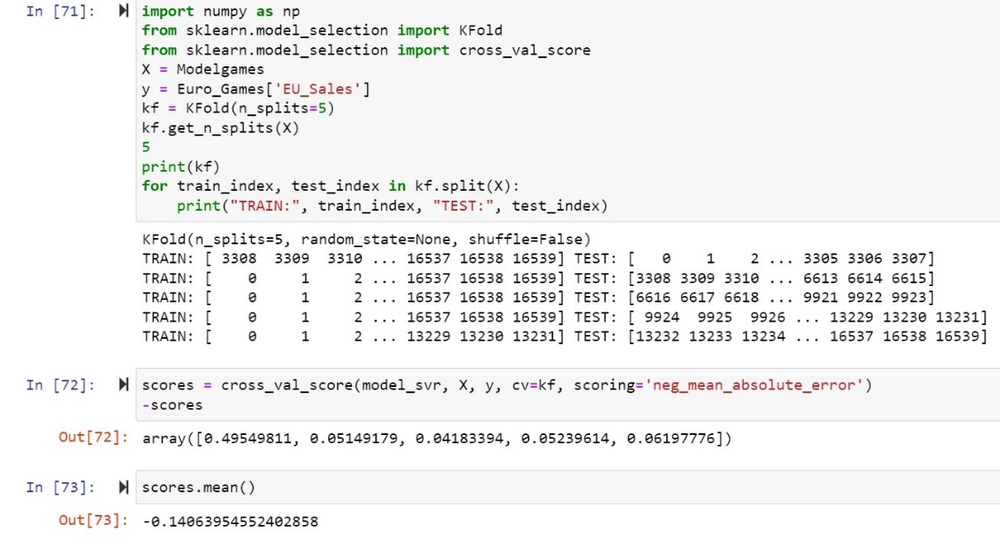 In [71]:
import numpy as np
from sklearn.model_selection import KFold
from sklearn.model_selection import cross_val_score
X = Modelgames
y = Euro_Games['EU_Sales']
kf = KFold(n_splits=5)
kf.get_n_splits(X)
5
print(kf)
for train_index, test_index in kf.split(X):
    print("TRAIN:", train_index, "TEST:", test_index)
KFold(n_splits=5, random_state=None, shuffle=False)
TRAIN: [ 3308  3309  3310 ... 16537 16538 16539] TEST: [   0    1    2 ... 3305 3306 3307]
TRAIN: [    0     1     2 ... 16537 16538 16539] TEST: [3308 3309 3310 ... 6613 6614 6615]
TRAIN: [    0     1     2 ... 16537 16538 16539] TEST: [6616 6617 6618 ... 9921 9922 9923]
TRAIN: [    0     1     2 ... 16537 16538 16539] TEST: [ 9924  9925  9926 ... 13229 13230 13231]
TRAIN: [    0     1     2 ... 13229 13230 13231] TEST: [13232 13233 13234 ... 16537 16538 16539]
In [72]:
scores = cross_val_score(model_svr, X, y, cv=kf, scoring='neg_mean_absolute_error')
-scores
Out[72]: array([0.49549811, 0.05149179, 0.04183394, 0.05239614, 0.06197776])
In [73]:
scores.mean()
Out[73]: -0.14063954552402858